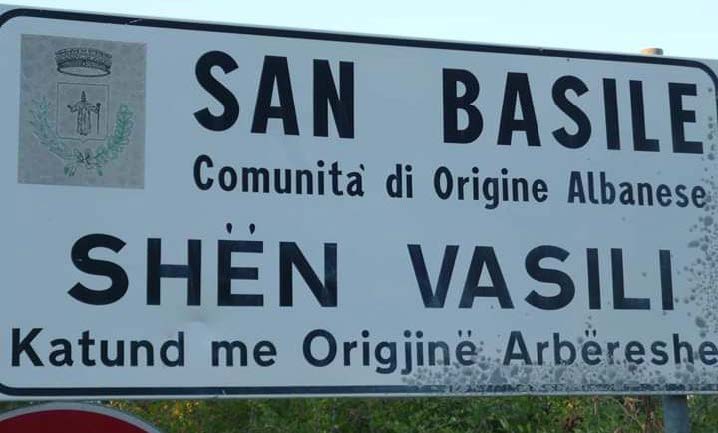 SAN BASILE
Comunità di Origine Albanese
SHËN VASILI
Katund me Origjinë Arbëreshe